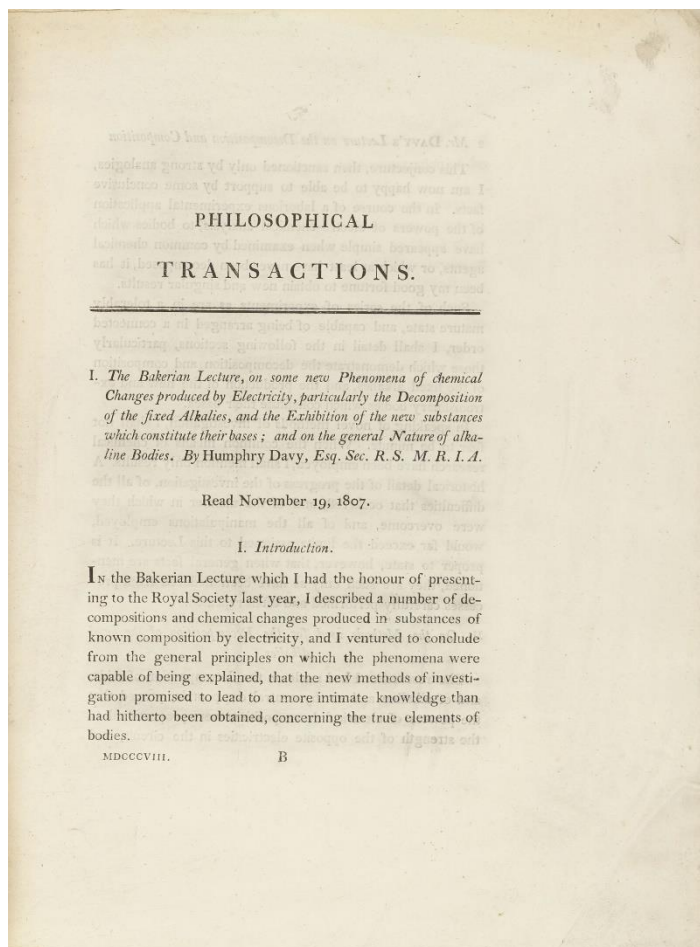 PHILOSOPHICAL
TRANSACTIONS.
I. The Bakerian Lecture, on some new Phenomena of chemical
Changes produced by Electricity, particularly the Decomposition
of the fixed Alkalies, and the Exhibition of the new substances
which constitute their bases; and on the general Nature of alka-
line Bodies. By Humphry Davy, Esq. Sec. R. S. M. R. I. A.
Read November 19, 1807.
I. Introduction.
In the Bakerian Lecture which I had the honour of present-
ing to the Royal Society last year, I described a number of de-
compositions and chemical changes produced in substances of
known composition by electricity, and I ventured to conclude
from the general principles on which the phenomena were
capable of being explained, that the new methods of investi-
gation promised to lead to a more intimate knowledge than
had hitherto been obtained, concerning the true elements of
bodies.
MDCCCVIII. B